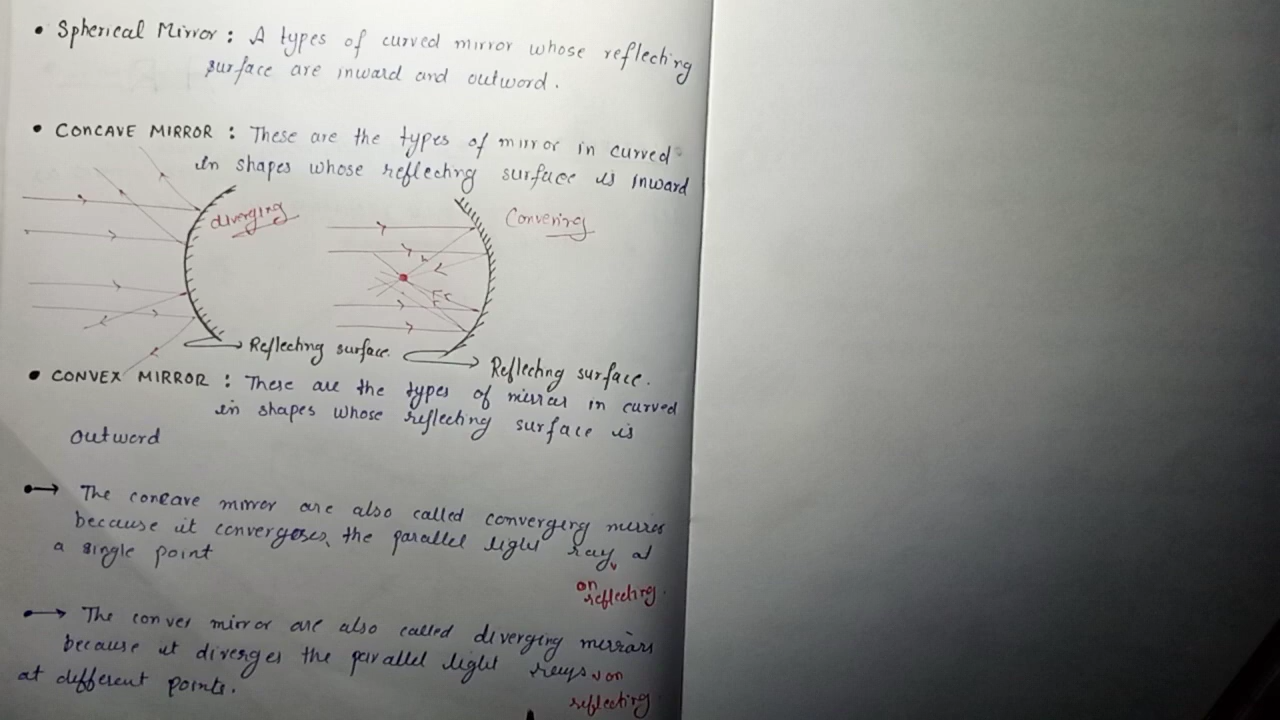 • Spherical Mirror : A types of curved mirror whose reflecting
surface are inward and outword.
• CONCAVE MIRROR : These are the types of mirror in curved
in shapes whose reflecting surface is inward
diverging
Convering
F
Reflecting surface.
Reflecting surface.
• CONVEX MIRROR : These are the types of mirror in curved
in shapes whose reflecting surface is
outword
•→ The concave mirror are also called converging mirror
because it converges, the parallel light ray at
a single point
on
reflecting.
•→ The convex mirror are also called diverging mirrors
because it diverges the parallel light rays on
at different points.
reflecting